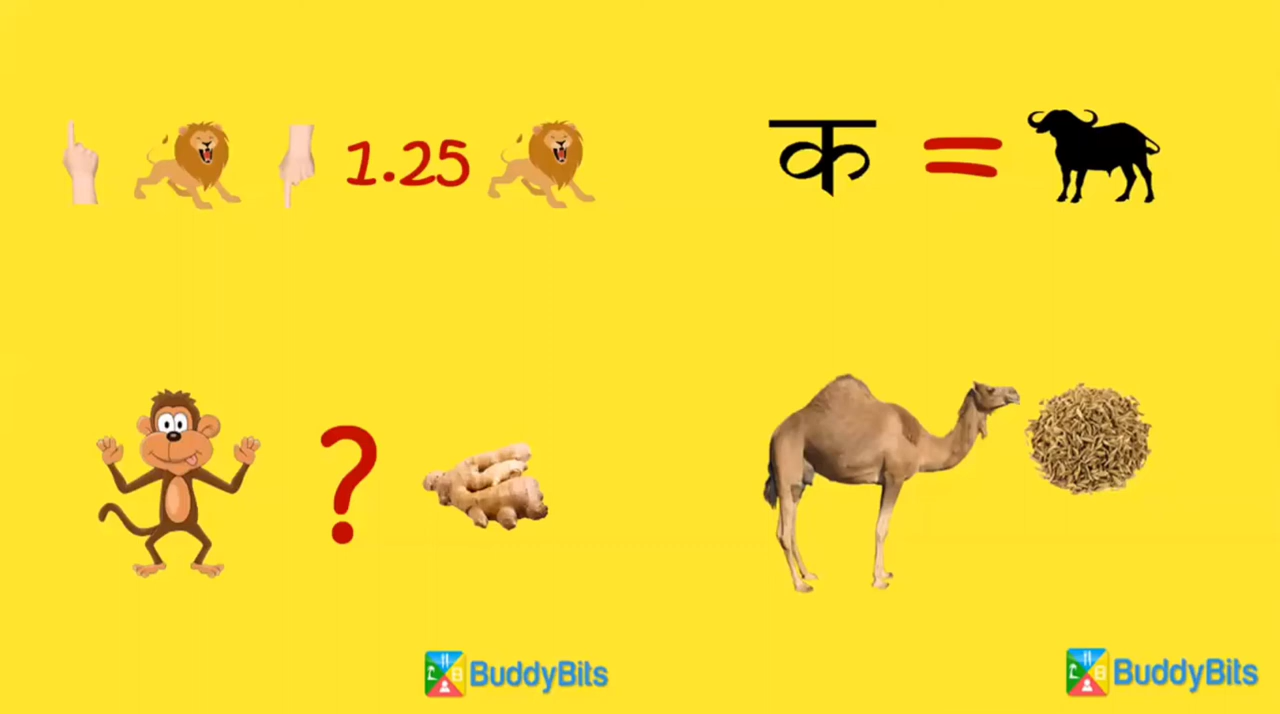 1.25
क =
?
BuddyBits
BuddyBits